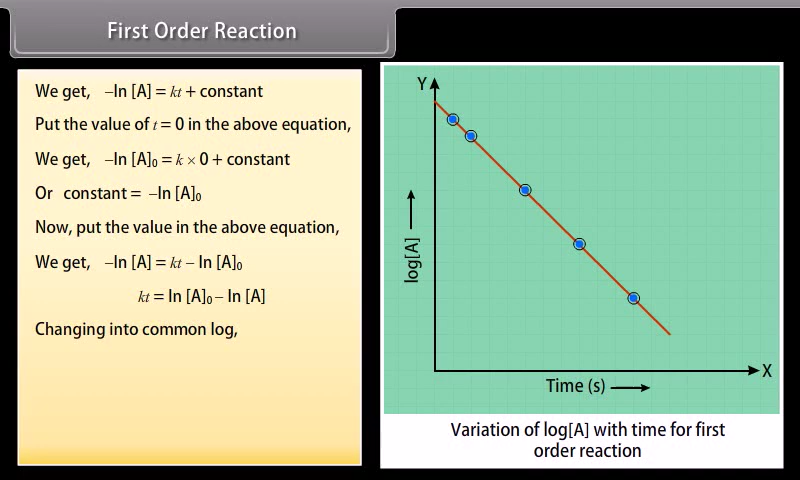 First Order Reaction
We get, –ln [A] = kt + constant
Put the value of t = 0 in the above equation,
We get, –ln [A]₀ = k × 0 + constant
Or constant = –ln [A]₀
Now, put the value in the above equation,
We get, –ln [A] = kt – ln [A]₀
kt = ln [A]₀ – ln [A]
Changing into common log,
Y
log[A]
X
Time (s)
Variation of log[A] with time for first
order reaction